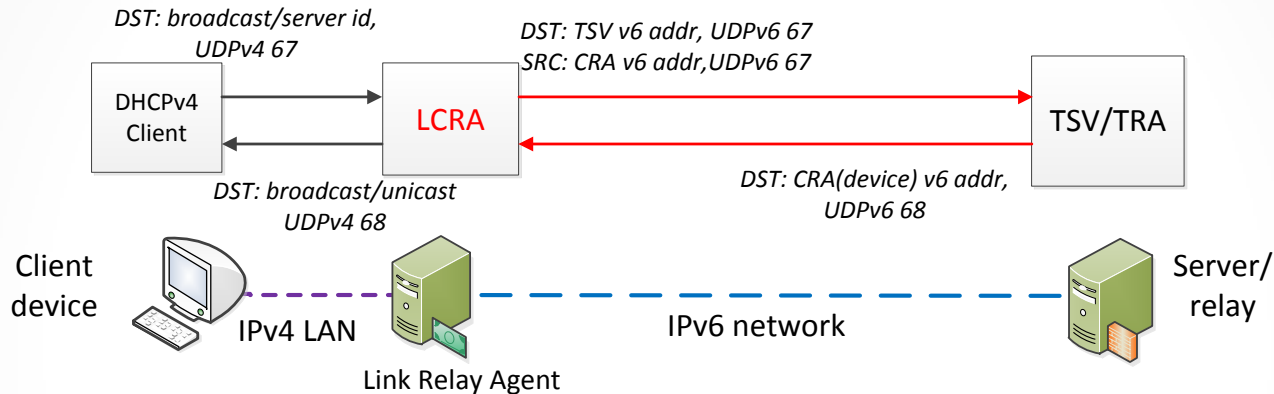 DST: broadcast/server id,
UDPv4 67
DST: TSV v6 addr, UDPv6 67
SRC: CRA v6 addr,UDPv6 67
DHCPv4
Client
LCRA
TSV/TRA
DST: broadcast/unicast
UDPv4 68
DST: CRA(device) v6 addr,
UDPv6 68
Client
device
IPv4 LAN
Link Relay Agent
IPv6 network
Server/
relay